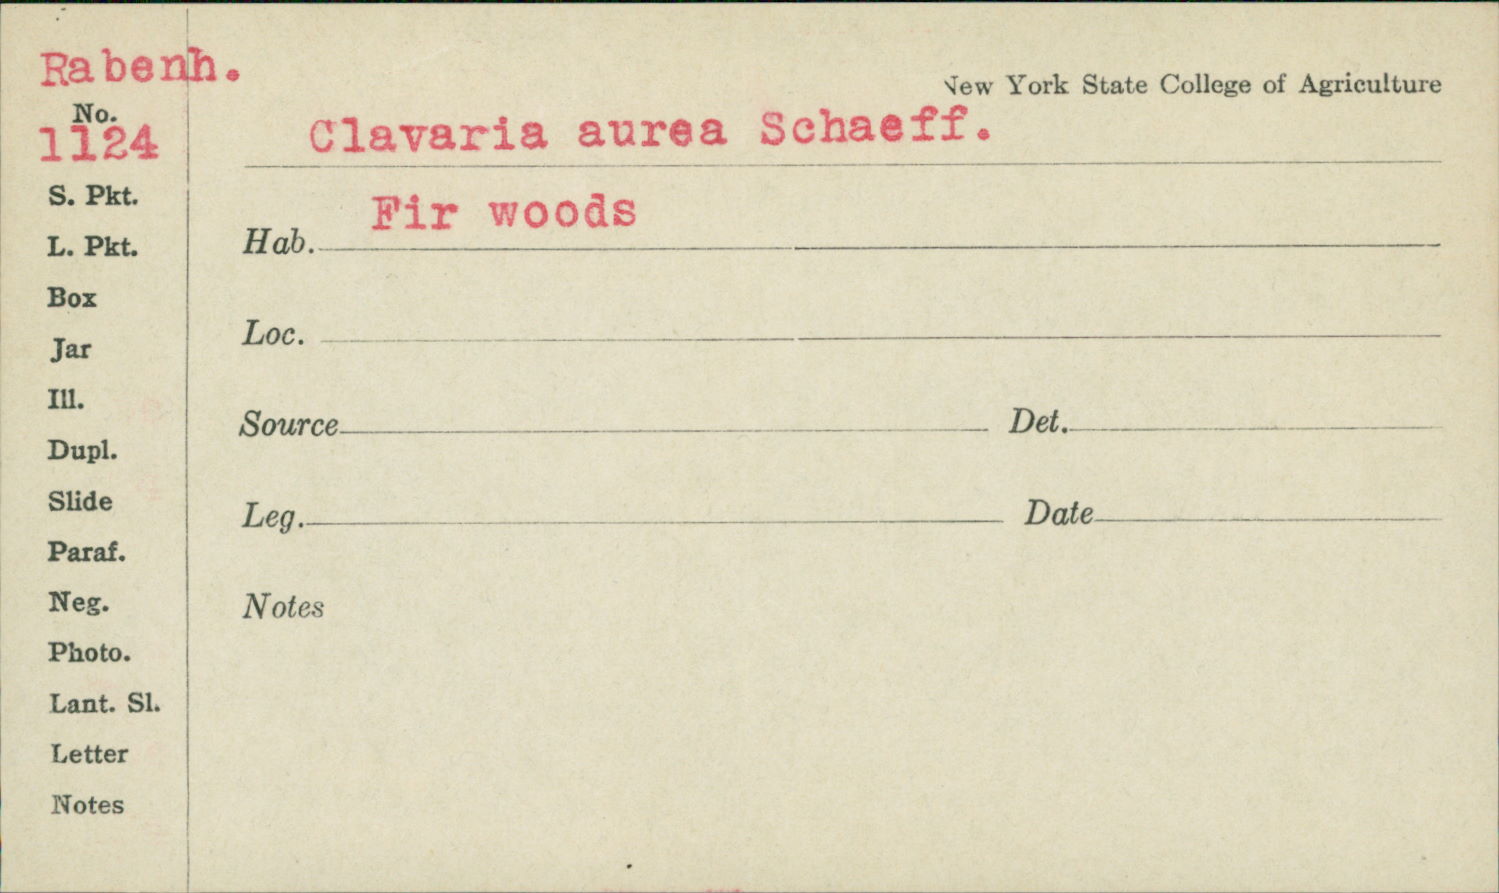 Rabenh.
New York State College of Agriculture
No.
1124
Clavaria aurea Schaeff.
S. Pkt.
Hab. Fir woods
L. Pkt.
Box
Loc.
Jar
Ill.
Source Det.
Dupl.
Slide
Leg. Date
Paraf.
Neg.
Notes
Photo.
Lant. Sl.
Letter
Notes